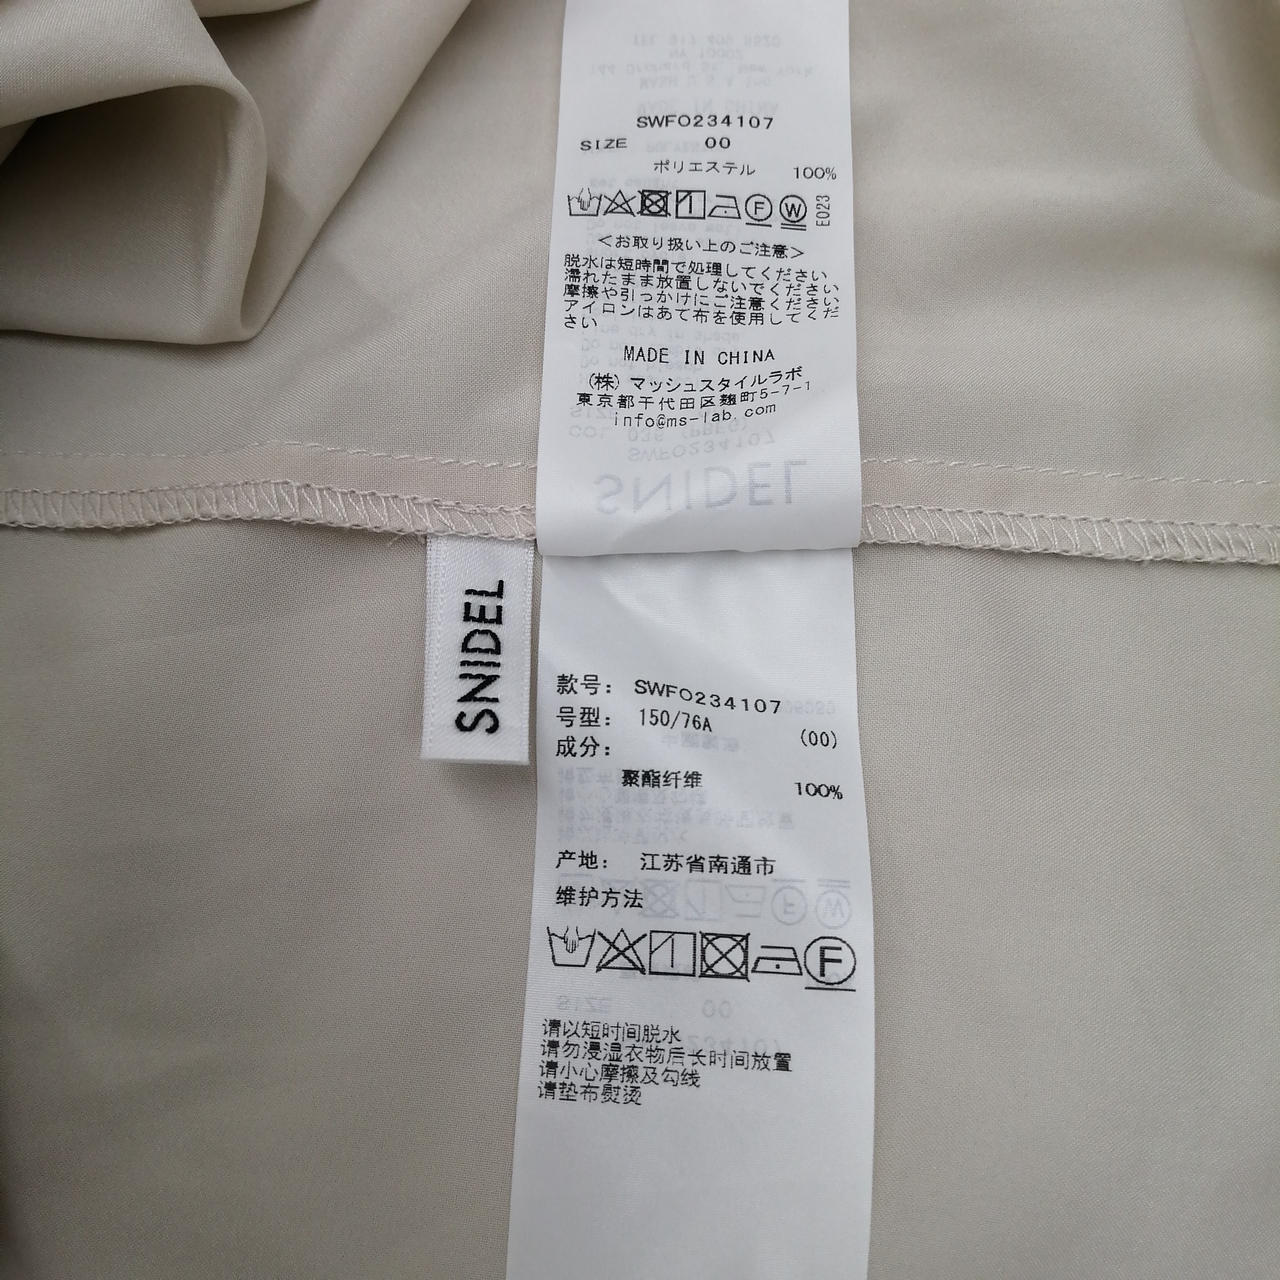 SWFO234107
SIZE 00
ポリエステル 100%
F W E023
<お取り扱い上のご注意>
脱水は短時間で処理してください
濡れたまま放置しないでください
摩擦や引っかけにご注意ください
アイロンはあて布を使用してくだ
さい
MADE IN CHINA
(株)マッシュスタイルラボ
東京都千代田区麹町5-7-1
info@ms-lab.com
SNIDEL
SNIDEL
款号: SWFO234107
号型: 150/76A (00)
成分:
聚酯纤维 100%
产地: 江苏省南通市
维护方法
F
请以短时间脱水
请勿浸湿衣物后长时间放置
请小心摩擦及勾线
请垫布熨烫